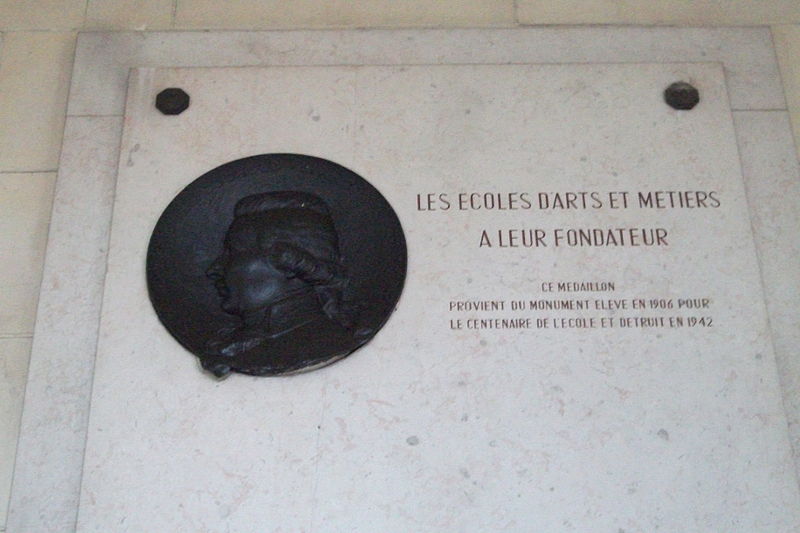 LES ECOLES D'ARTS ET METIERS
A LEUR FONDATEUR
CE MEDAILLON
PROVIENT DU MONUMENT ELEVE EN 1906 POUR
LE CENTENAIRE DE L'ECOLE ET DETRUIT EN 1942